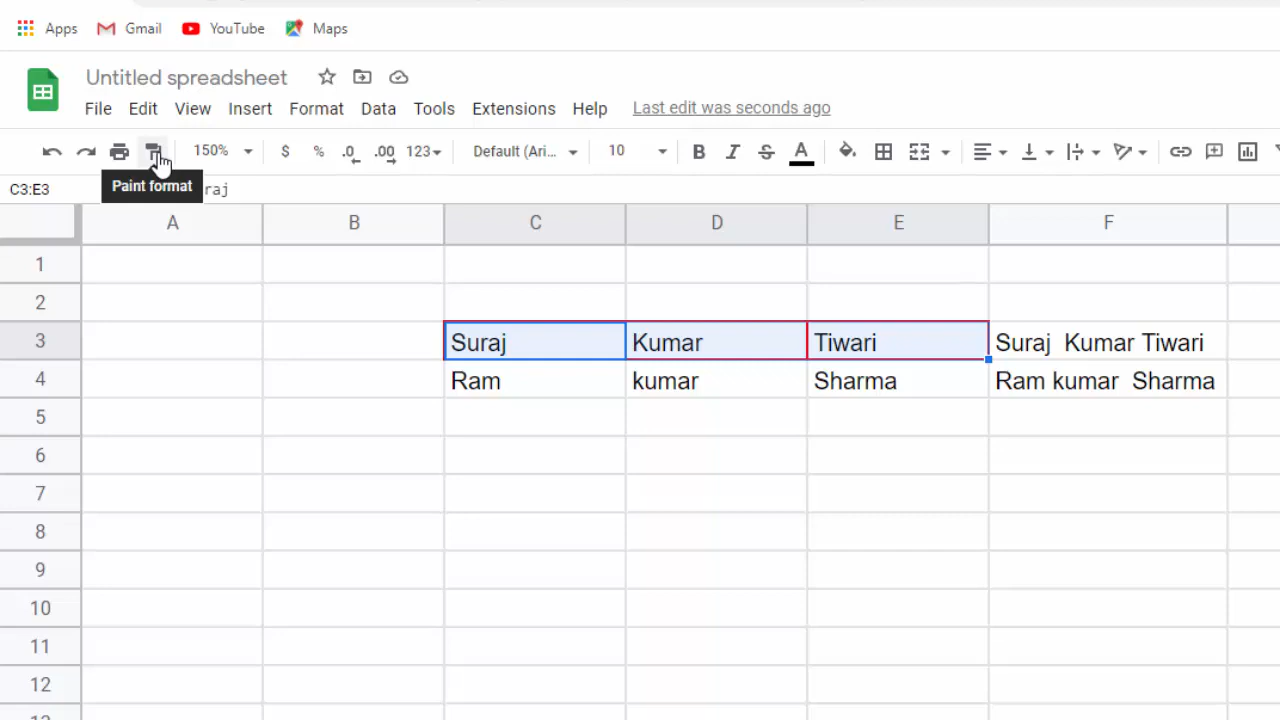 Apps Gmail YouTube Maps
Untitled spreadsheet
File Edit View Insert Format Data Tools Extensions Help Last edit was seconds ago
150% $ % .0 .00 123 Default (Ari... 10 B I S A
C3:E3 Paint format raj
A B C D E F
1
2
3 Suraj Kumar Tiwari Suraj Kumar Tiwari
4 Ram kumar Sharma Ram kumar Sharma
5
6
7
8
9
10
11
12